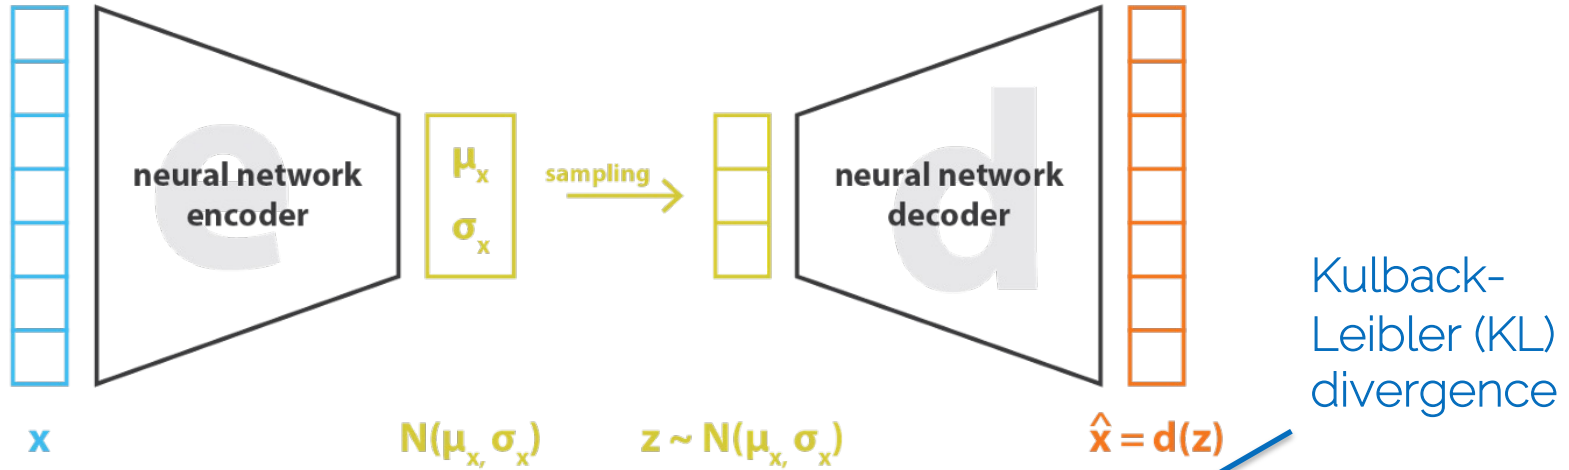 e
neural network
encoder
μx
σx
sampling
d
neural network
decoder
Kulback-
Leibler (KL)
divergence
x
N(μx, σx)
z ~ N(μx, σx)
x̂ = d(z)